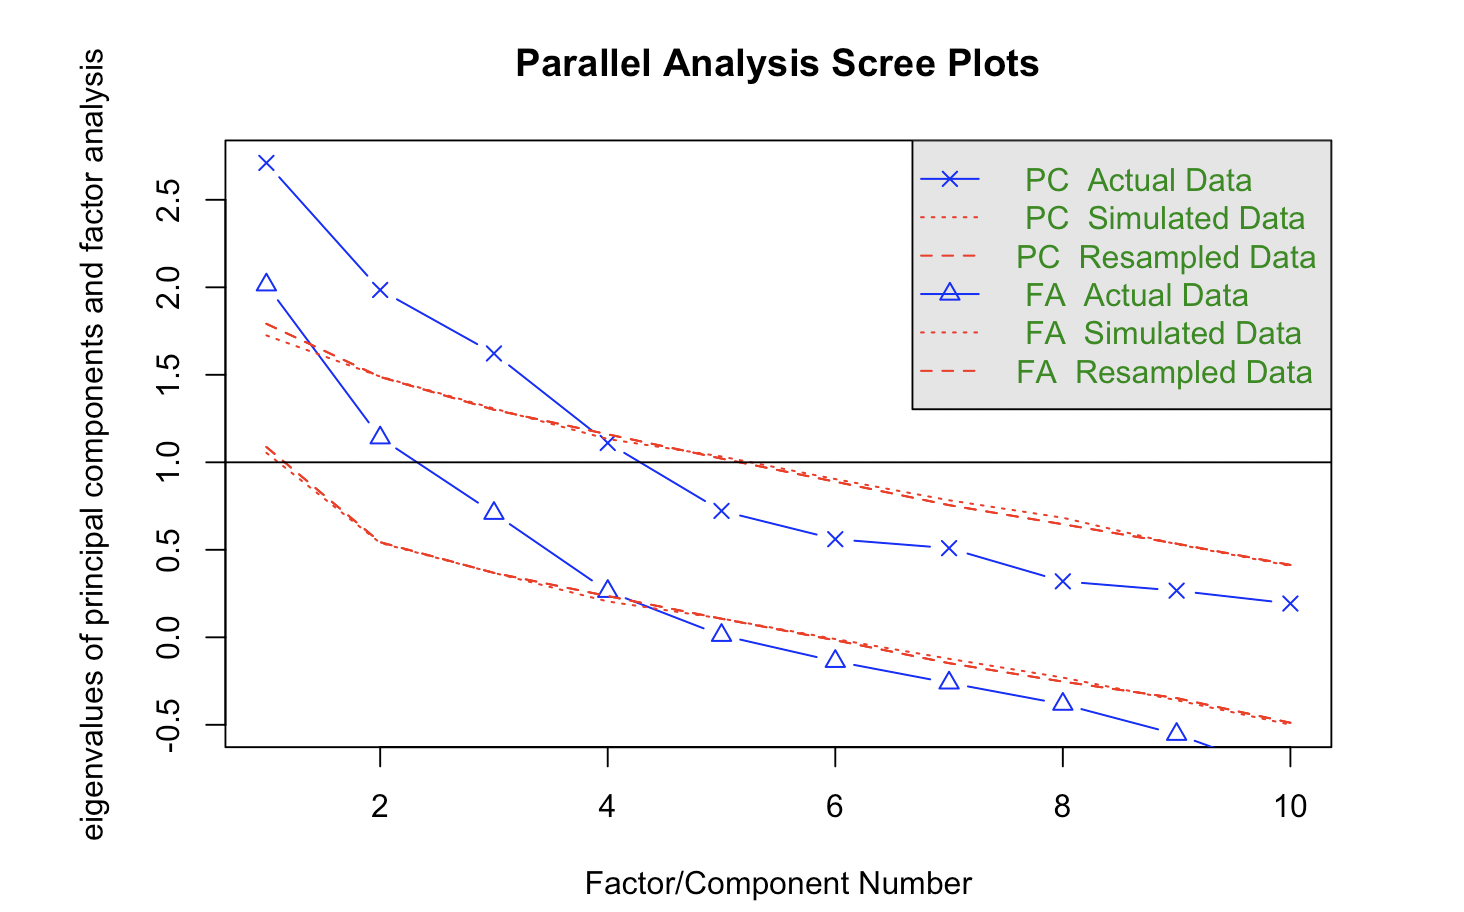 Parallel Analysis Scree Plots
eigenvalues of principal components and factor analysis
2.5
2.0
1.5
1.0
0.5
0.0
-0.5
PC Actual Data
PC Simulated Data
PC Resampled Data
FA Actual Data
FA Simulated Data
FA Resampled Data
2 4 6 8 10
Factor/Component Number